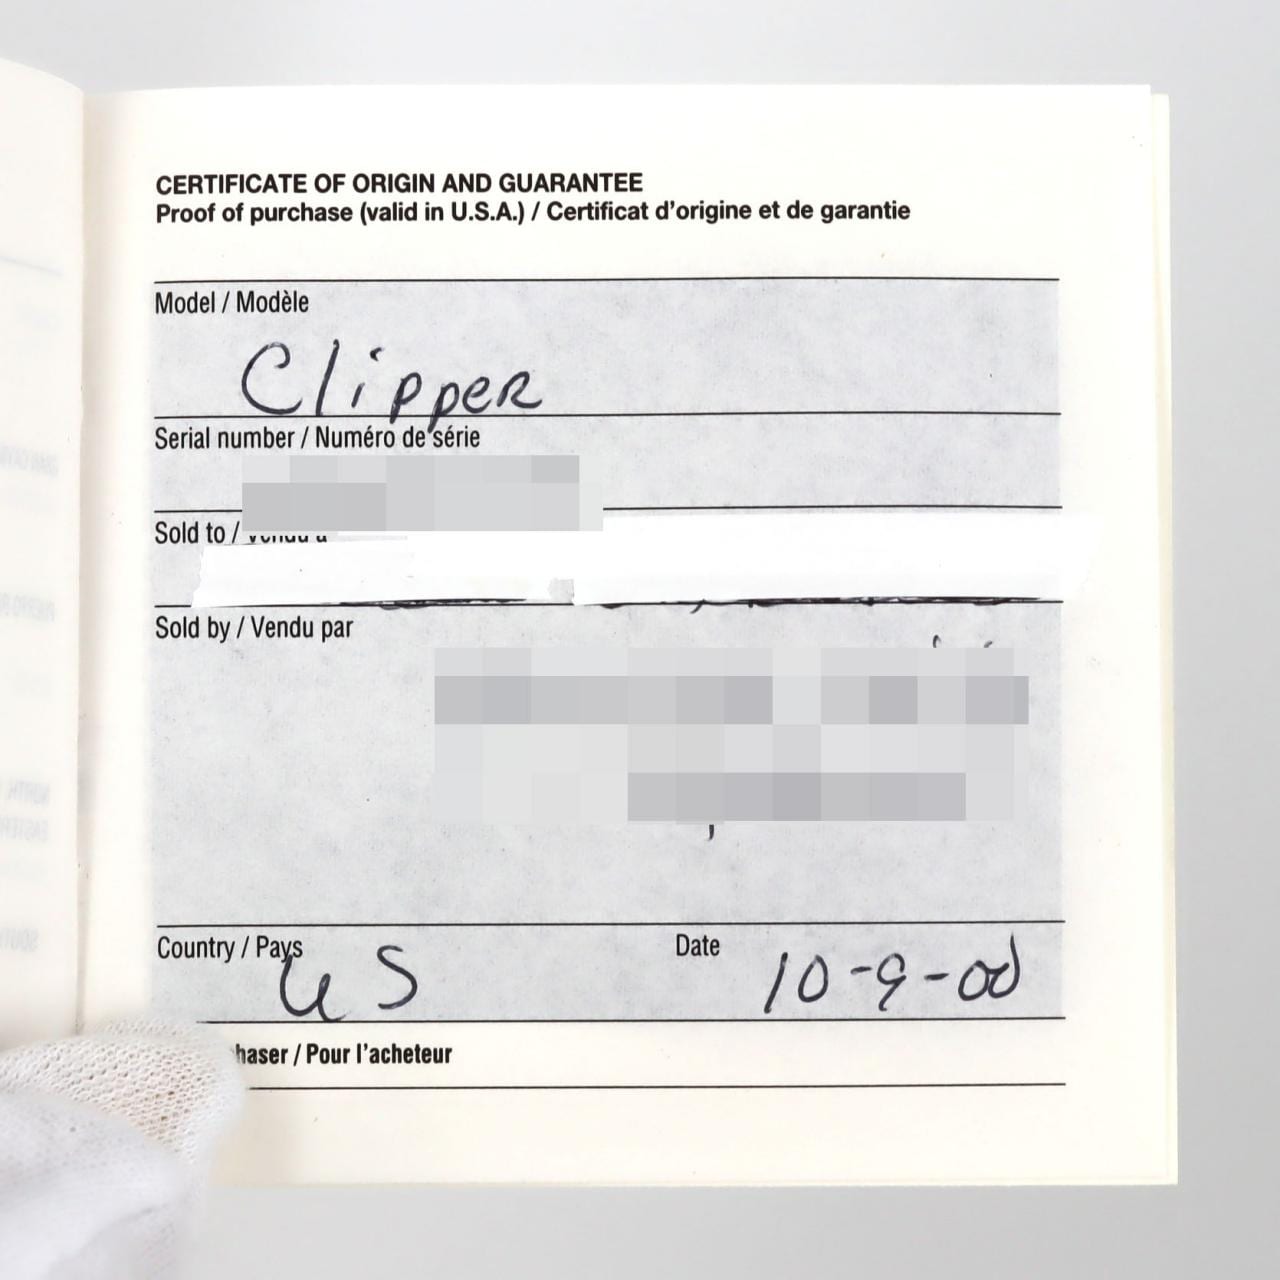 CERTIFICATE OF ORIGIN AND GUARANTEE
Proof of purchase (valid in U.S.A.) / Certificat d'origine et de garantie
Model / Modèle
Clipper
Serial number / Numéro de série
Sold to /
Sold by / Vendu par
Country / Pays
US
Date
10-9-00
/ Pour l'acheteur